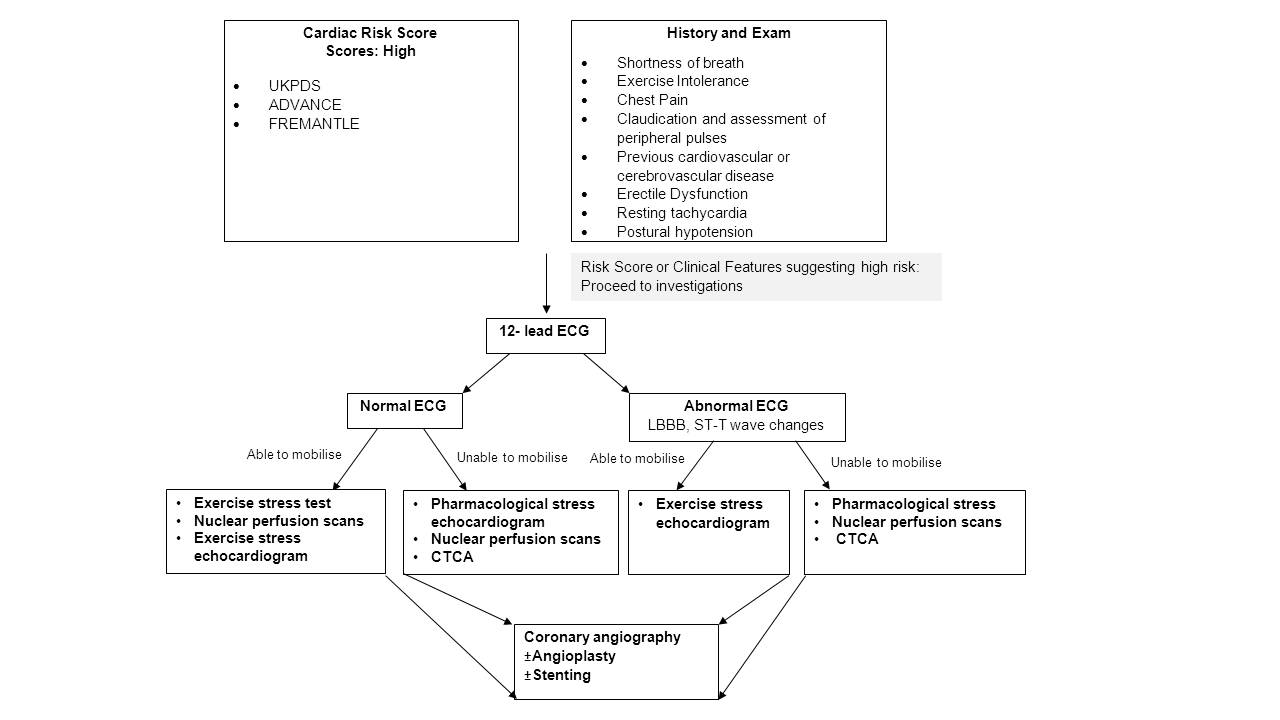 Cardiac Risk Score
Scores: High
• UKPDS
• ADVANCE
• FREMANTLE
History and Exam
• Shortness of breath
• Exercise Intolerance
• Chest Pain
• Claudication and assessment of
peripheral pulses
• Previous cardiovascular or
cerebrovascular disease
• Erectile Dysfunction
• Resting tachycardia
• Postural hypotension
Risk Score or Clinical Features suggesting high risk:
Proceed to investigations
12- lead ECG
Normal ECG
Abnormal ECG
LBBB, ST-T wave changes
Able to mobilise
Unable to mobilise
Able to mobilise
Unable to mobilise
• Exercise stress test
• Nuclear perfusion scans
• Exercise stress
echocardiogram
• Pharmacological stress
echocardiogram
• Nuclear perfusion scans
• CTCA
• Exercise stress
echocardiogram
• Pharmacological stress
• Nuclear perfusion scans
• CTCA
Coronary angiography
±Angioplasty
±Stenting